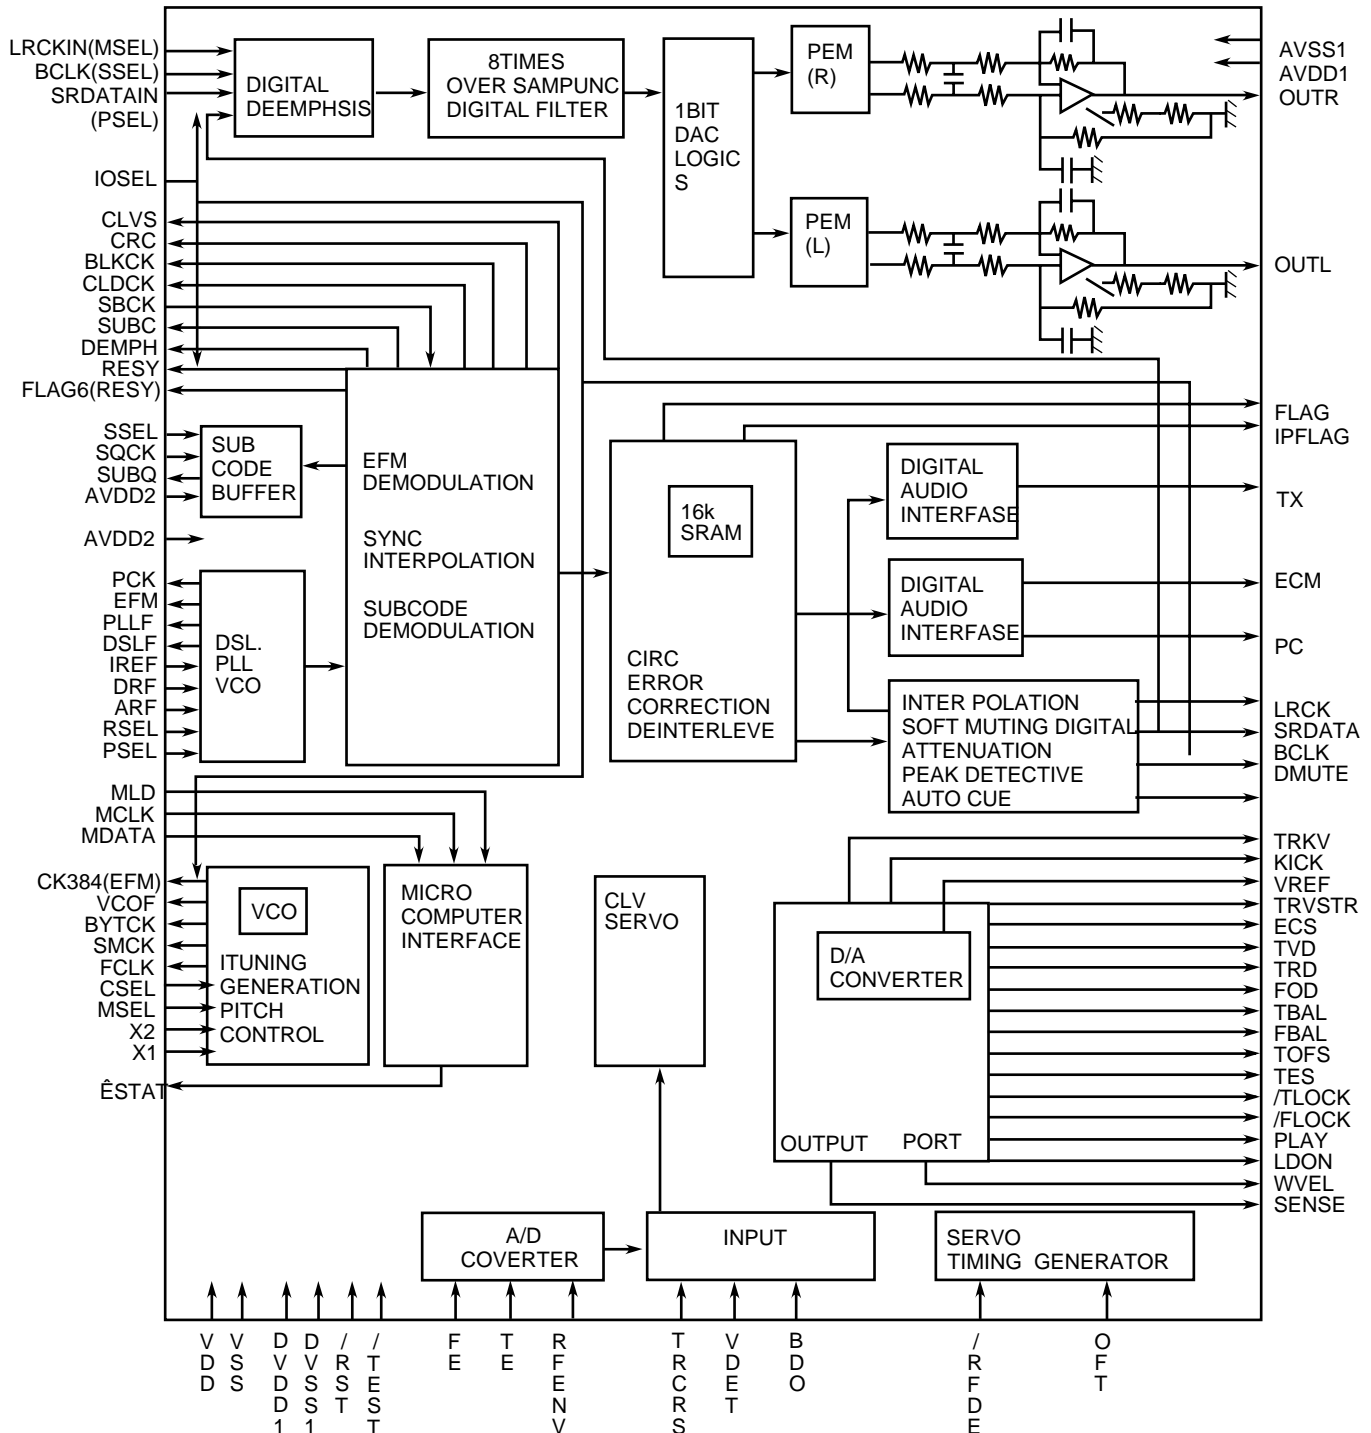 LRCKIN(MSEL)
BCLK(SSEL)
SRDATAIN
(PSEL)
IOSEL
CLVS
CRC
BLKCK
CLDCK
SBCK
SUBC
DEMPH
RESY
FLAG6(RESY)
SSEL
SQCK
SUBQ
AVDD2
AVDD2
PCK
EFM
PLLF
DSLF
IREF
DRF
ARF
RSEL
PSEL
MLD
MCLK
MDATA
CK384(EFM)
VCOF
BYTCK
SMCK
FCLK
CSEL
MSEL
X2
X1
ÊSTAT
DIGITAL
DEEMPHSIS
8TIMES
OVER SAMPUNC
DIGITAL FILTER
1BIT
DAC
LOGIC
S
PEM
(R)
PEM
(L)
SUB
CODE
BUFFER
EFM
DEMODULATION
SYNC
INTERPOLATION
SUBCODE
DEMODULATION
DSL.
PLL
VCO
16k
SRAM
CIRC
ERROR
CORRECTION
DEINTERLEVE
DIGITAL
AUDIO
INTERFASE
DIGITAL
AUDIO
INTERFASE
INTER POLATION
SOFT MUTING DIGITAL
ATTENUATION
PEAK DETECTIVE
AUTO CUE
VCO
ITUNING
GENERATION
PITCH
CONTROL
MICRO
COMPUTER
INTERFACE
CLV
SERVO
D/A
CONVERTER
OUTPUT PORT
A/D
COVERTER
INPUT
SERVO
TIMING GENERATOR
AVSS1
AVDD1
OUTR
OUTL
FLAG
IPFLAG
TX
ECM
PC
LRCK
SRDATA
BCLK
DMUTE
TRKV
KICK
VREF
TRVSTR
ECS
TVD
TRD
FOD
TBAL
FBAL
TOFS
TES
/TLOCK
/FLOCK
PLAY
LDON
WVEL
SENSE
VDD
VSS
DVDD1
DVSS1
/RST
/TEST
FE
TE
RFENV
TRCRS
VDET
BDO
/RFDE
OFT